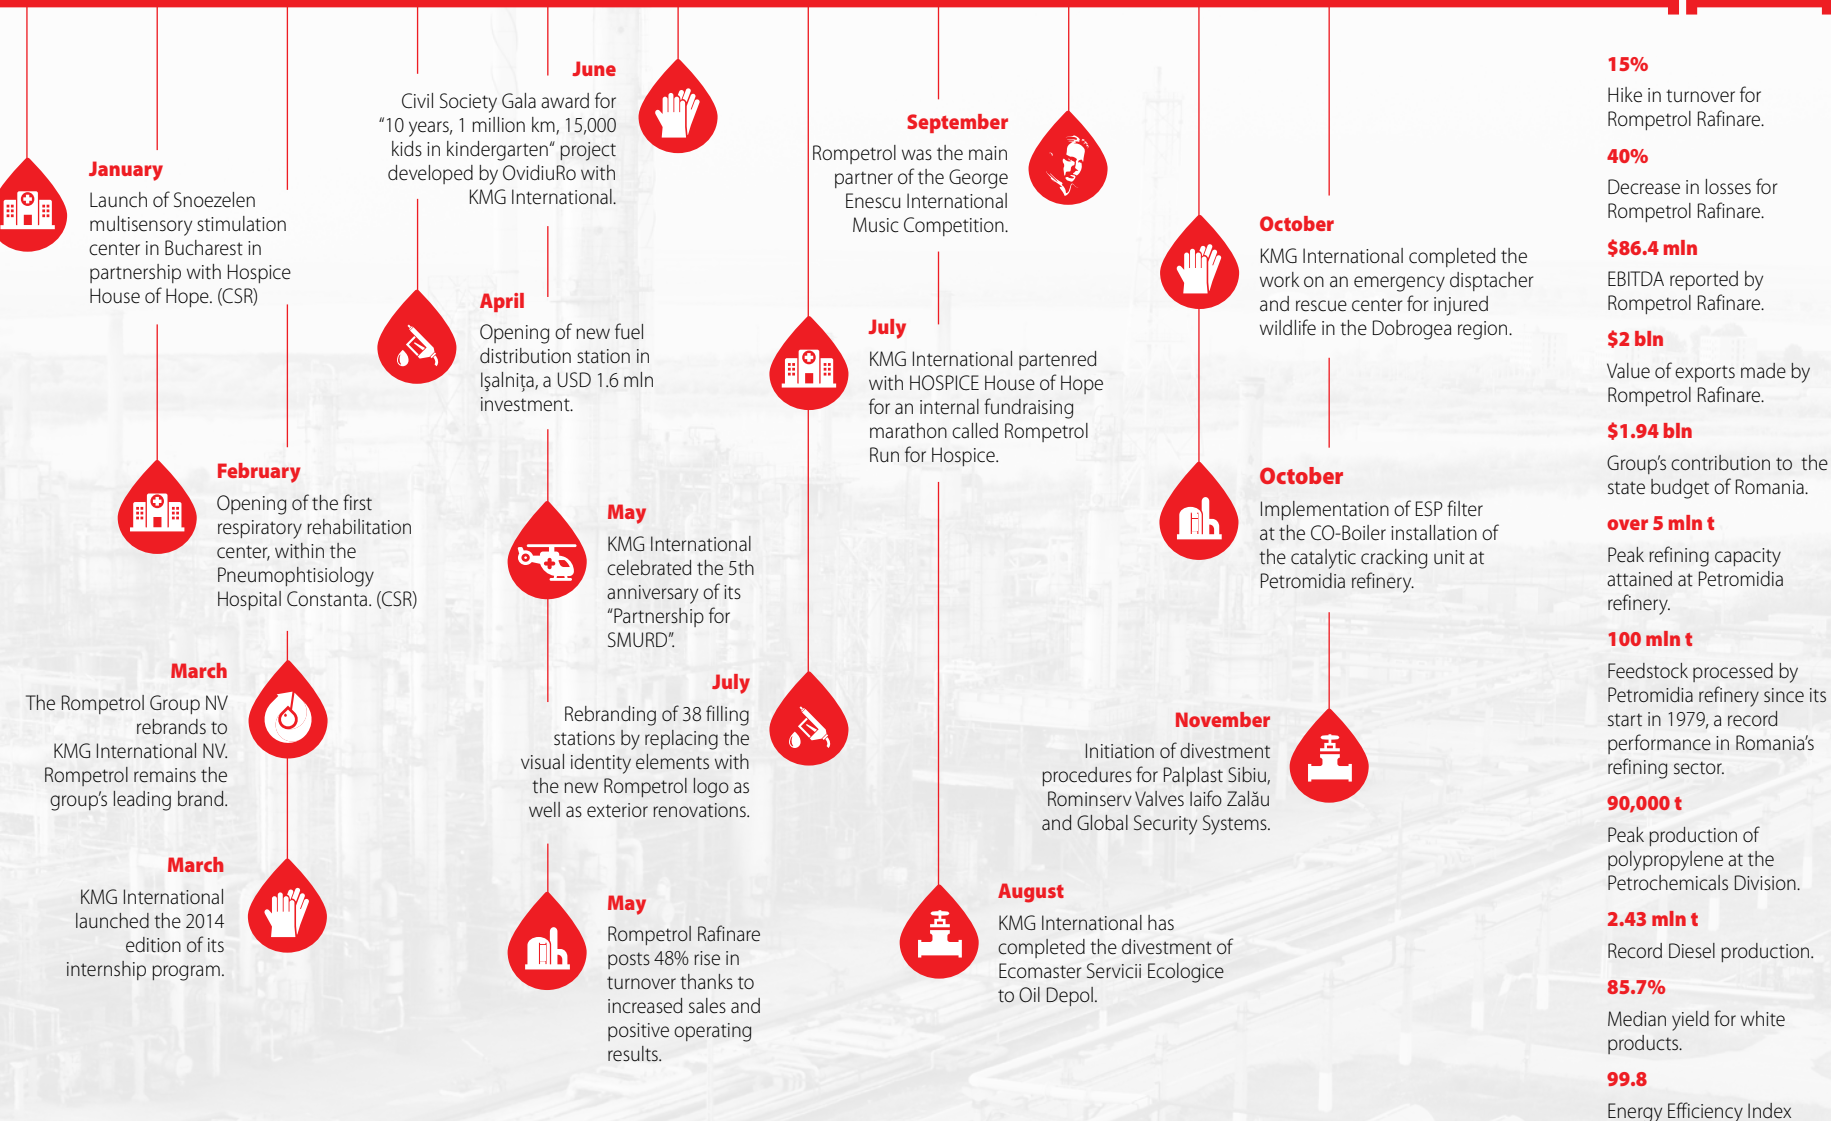 January
Launch of Snoezelen
multisensory stimulation
center in Bucharest in
partnership with Hospice
House of Hope. (CSR)
February
Opening of the first
respiratory rehabilitation
center, within the
Pneumophtisiology
Hospital Constanta. (CSR)
March
The Rompetrol Group NV
rebrands to
KMG International NV.
Rompetrol remains the
group's leading brand.
March
KMG International
launched the 2014
edition of its
internship program.
June
Civil Society Gala award for
"10 years, 1 million km, 15,000
kids in kindergarten" project
developed by OvidiuRo with
KMG International.
April
Opening of new fuel
distribution station in
Işalniţa, a USD 1.6 mln
investment.
May
KMG International
celebrated the 5th
anniversary of its
"Partnership for
SMURD".
July
Rebranding of 38 filling
stations by replacing the
visual identity elements with
the new Rompetrol logo as
well as exterior renovations.
May
Rompetrol Rafinare
posts 48% rise in
turnover thanks to
increased sales and
positive operating
results.
September
Rompetrol was the main
partner of the George
Enescu International
Music Competition.
July
KMG International partenred
with HOSPICE House of Hope
for an internal fundraising
marathon called Rompetrol
Run for Hospice.
August
KMG International has
completed the divestment of
Ecomaster Servicii Ecologice
to Oil Depol.
October
KMG International completed the
work on an emergency disptacher
and rescue center for injured
wildlife in the Dobrogea region.
October
Implementation of ESP filter
at the CO-Boiler installation of
the catalytic cracking unit at
Petromidia refinery.
November
Initiation of divestment
procedures for Palplast Sibiu,
Rominserv Valves Iaifo Zalău
and Global Security Systems.
15%
Hike in turnover for
Rompetrol Rafinare.
40%
Decrease in losses for
Rompetrol Rafinare.
$86.4 mln
EBITDA reported by
Rompetrol Rafinare.
$2 bln
Value of exports made by
Rompetrol Rafinare.
$1.94 bln
Group's contribution to the
state budget of Romania.
over 5 mln t
Peak refining capacity
attained at Petromidia
refinery.
100 mln t
Feedstock processed by
Petromidia refinery since its
start in 1979, a record
performance in Romania's
refining sector.
90,000 t
Peak production of
polypropylene at the
Petrochemicals Division.
2.43 mln t
Record Diesel production.
85.7%
Median yield for white
products.
99.8
Energy Efficiency Index